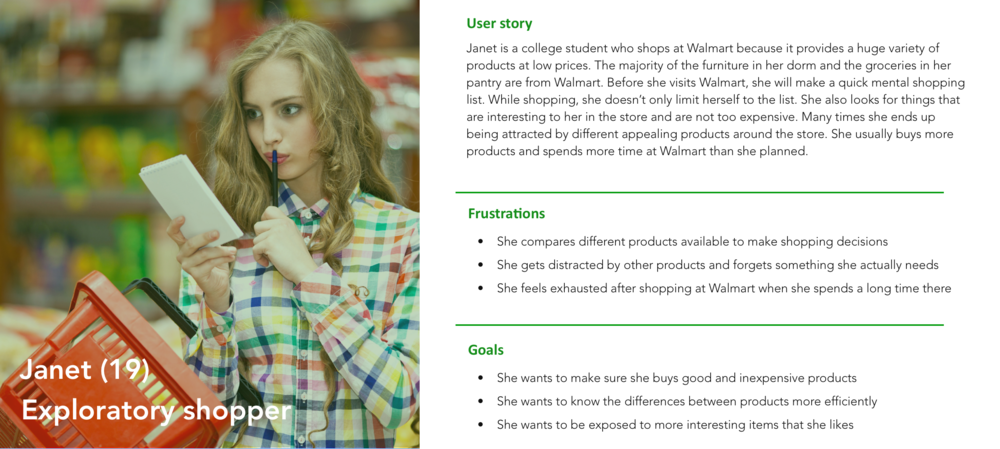 User story
Janet is a college student who shops at Walmart because it provides a huge variety of
products at low prices. The majority of the furniture in her dorm and the groceries in her
pantry are from Walmart. Before she visits Walmart, she will make a quick mental shopping
list. While shopping, she doesn’t only limit herself to the list. She also looks for things that
are interesting to her in the store and are not too expensive. Many times she ends up
being attracted by different appealing products around the store. She usually buys more
products and spends more time at Walmart than she planned.
Frustrations
• She compares different products available to make shopping decisions
• She gets distracted by other products and forgets something she actually needs
• She feels exhausted after shopping at Walmart when she spends a long time there
Goals
• She wants to make sure she buys good and inexpensive products
• She wants to know the differences between products more efficiently
• She wants to be exposed to more interesting items that she likes
Janet (19)
Exploratory shopper